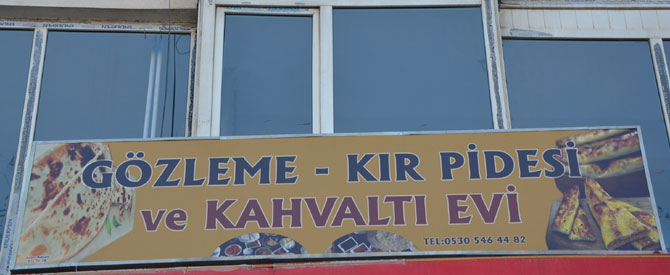 GÖZLEME - KIR PİDESİ
ve KAHVALTI EVİ
TEL:0530 546 44 82